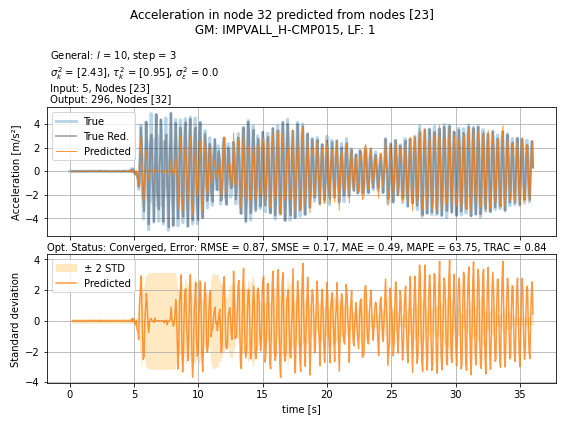 Acceleration in node 32 predicted from nodes [23]
GM: IMPVALL_H-CMP015, LF: 1
General: l = 10, step = 3
σ²ₖ = [2.43], τ²ₖ = [0.95], σ²ᵣ = 0.0
Input: 5, Nodes [23]
Output: 296, Nodes [32]
Acceleration [m/s²]
4
2
0
−2
−4
True
True Red.
Predicted
Opt. Status: Converged, Error: RMSE = 0.87, SMSE = 0.17, MAE = 0.49, MAPE = 63.75, TRAC = 0.84
Standard deviation
4
2
0
−2
−4
± 2 STD
Predicted
0 5 10 15 20 25 30 35
time [s]